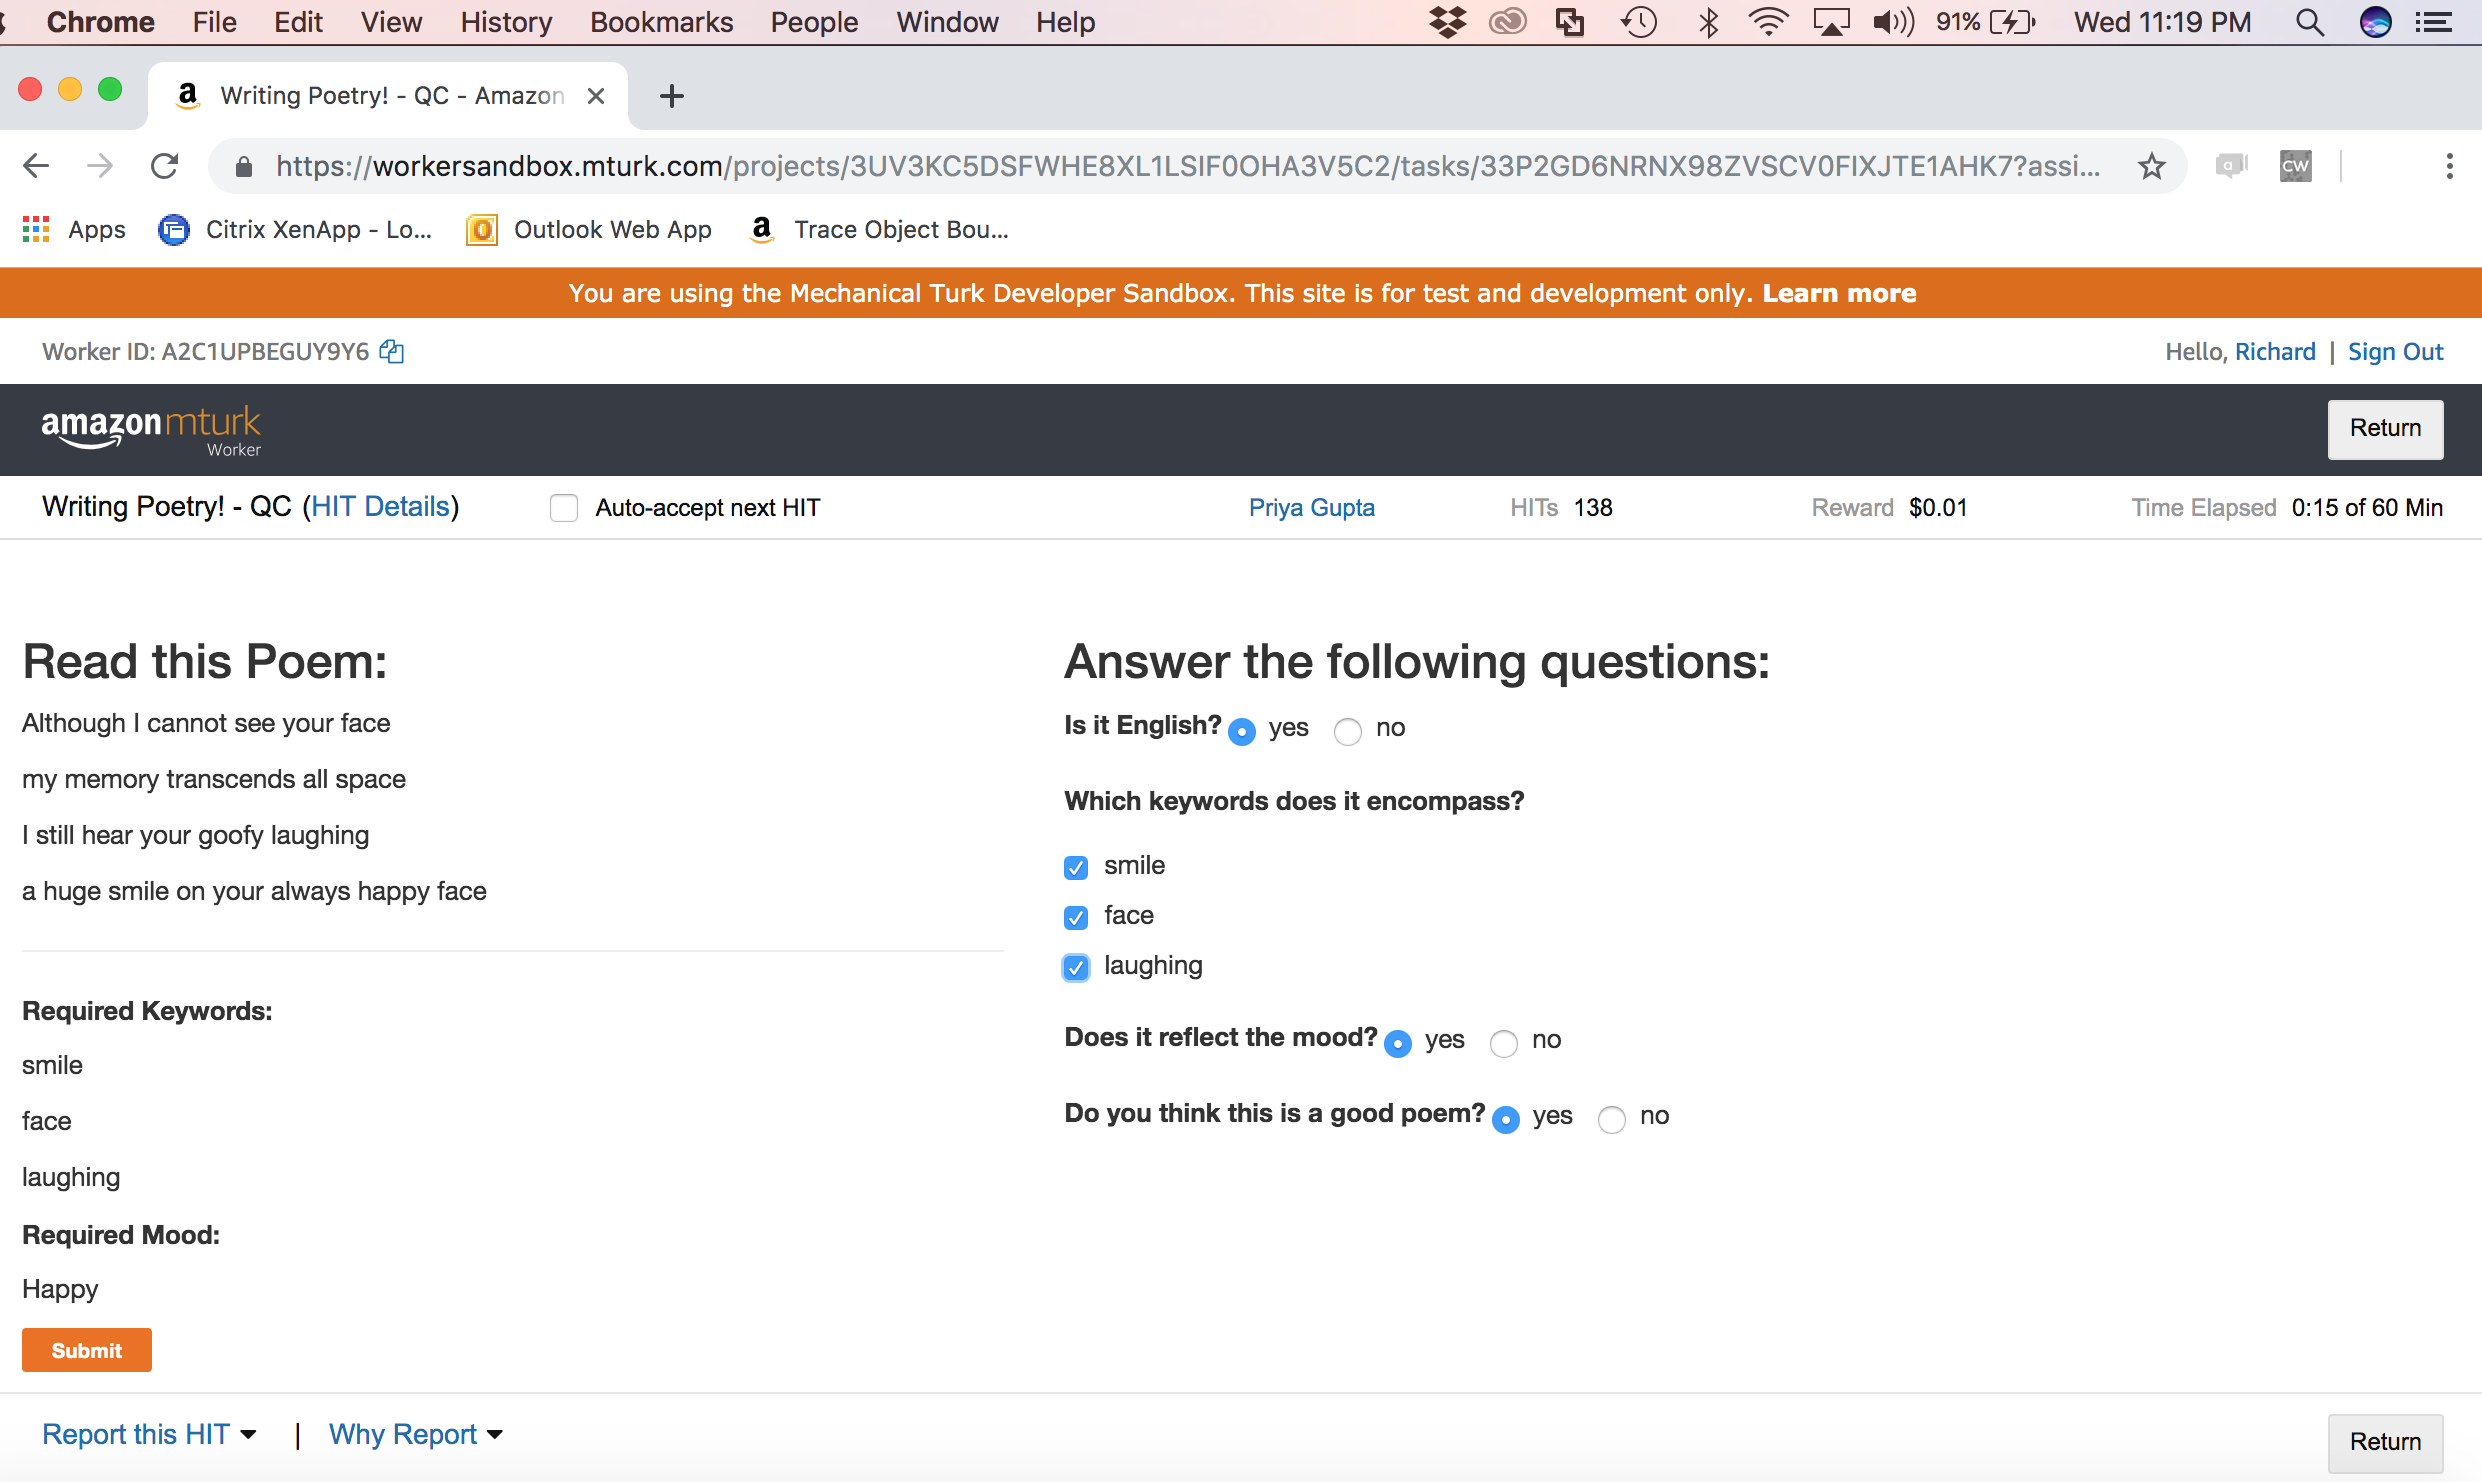 Chrome File Edit View History Bookmarks People Window Help 91% Wed 11:19 PM
Writing Poetry! - QC - Amazon
https://workersandbox.mturk.com/projects/3UV3KC5DSFWHE8XL1LSIF0OHA3V5C2/tasks/33P2GD6NRNX98ZVSCV0FIXJTE1AHK7?assi... CW
Apps Citrix XenApp - Lo... Outlook Web App Trace Object Bou...
You are using the Mechanical Turk Developer Sandbox. This site is for test and development only. Learn more
Worker ID: A2C1UPBEGUY9Y6 Hello, Richard | Sign Out
amazon mturk
Worker
Return
Writing Poetry! - QC (HIT Details) Auto-accept next HIT Priya Gupta HITs 138 Reward $0.01 Time Elapsed 0:15 of 60 Min
Read this Poem:
Although I cannot see your face
my memory transcends all space
I still hear your goofy laughing
a huge smile on your always happy face
Required Keywords:
smile
face
laughing
Required Mood:
Happy
Submit
Answer the following questions:
Is it English? yes no
Which keywords does it encompass?
smile
face
laughing
Does it reflect the mood? yes no
Do you think this is a good poem? yes no
Report this HIT | Why Report
Return